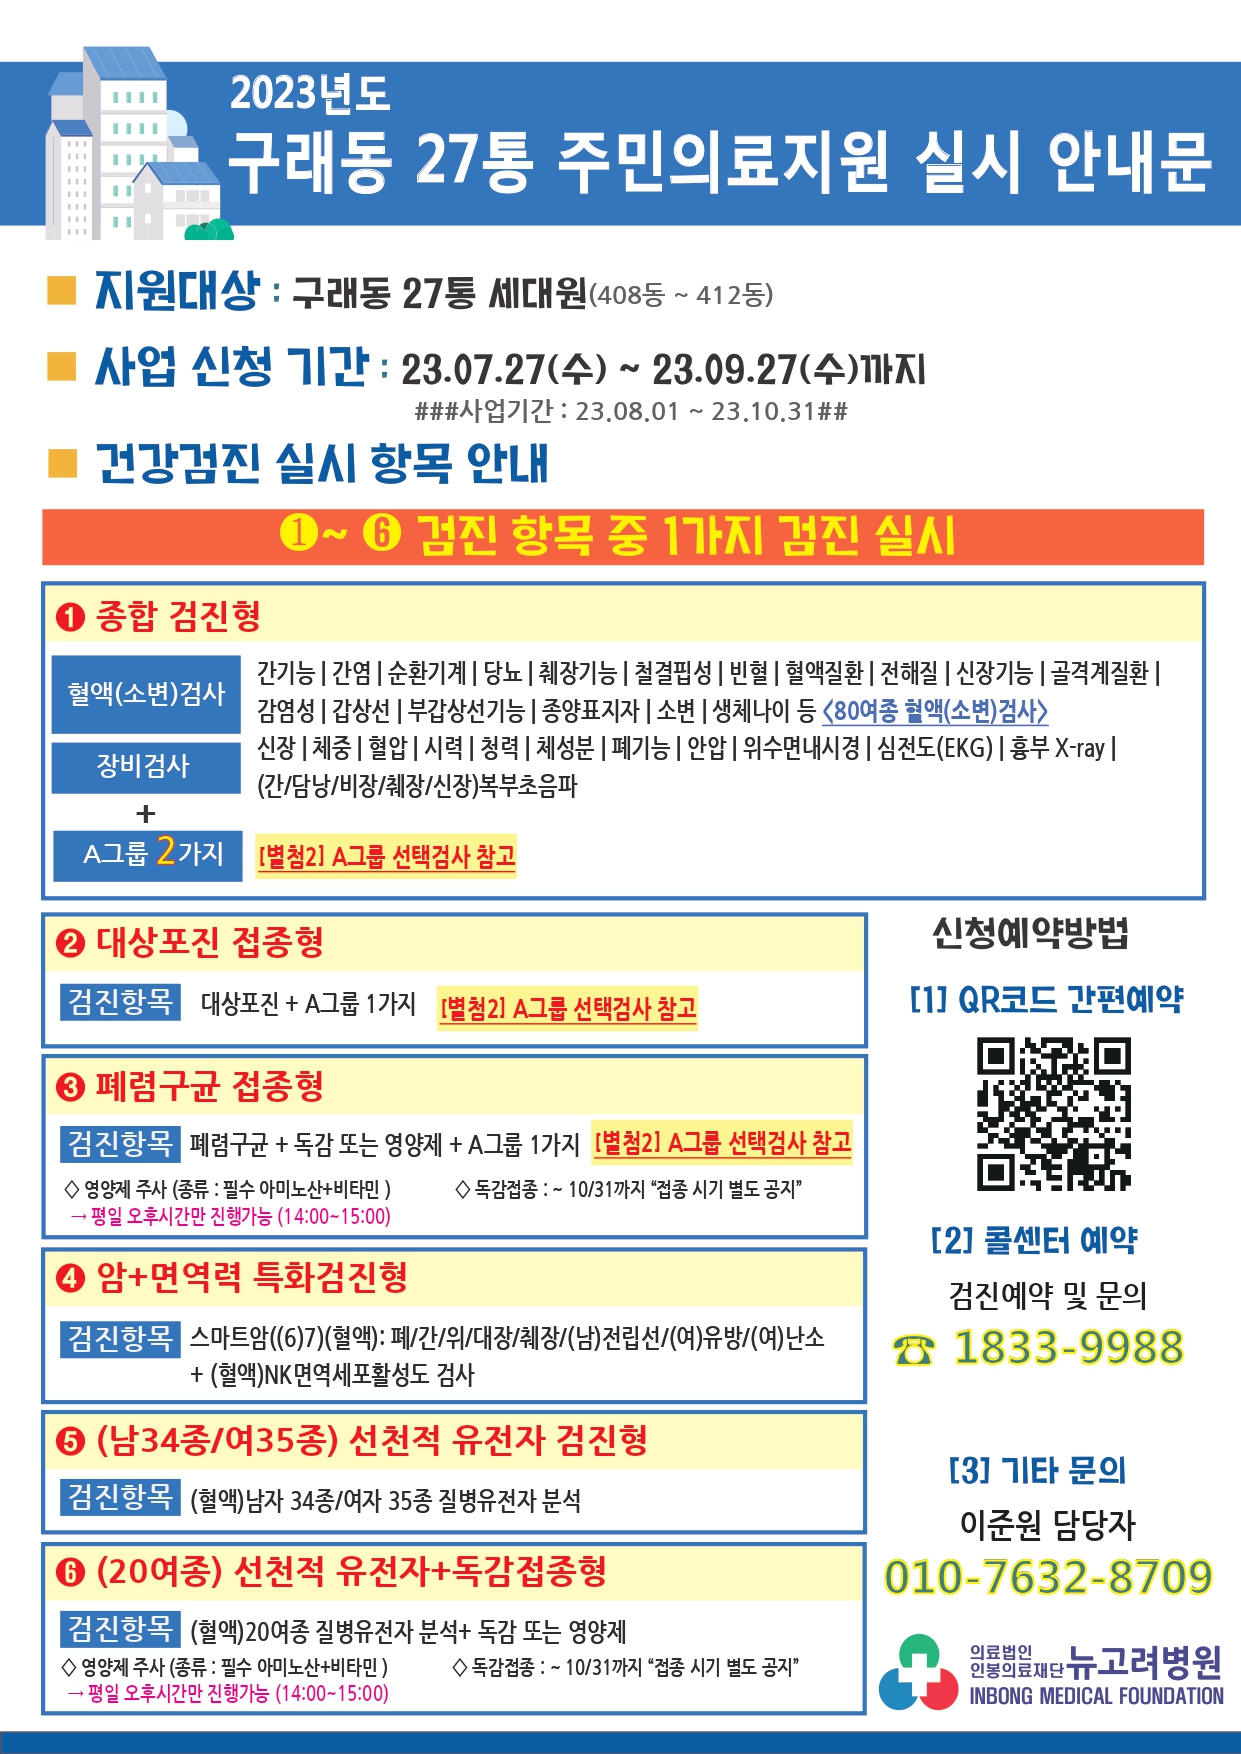 2023년도
구래동 27통 주민의료지원 실시 안내문
■ 지원대상 : 구래동 27통 세대원(408동 ~ 412동)
■ 사업 신청 기간 : 23.07.27(수) ~ 23.09.27(수)까지
###사업기간 : 23.08.01 ~ 23.10.31##
■ 건강검진 실시 항목 안내
❶~ ❻ 검진 항목 중 1가지 검진 실시
❶ 종합 검진형
혈액(소변)검사
간기능 | 간염 | 순환기계 | 당뇨 | 췌장기능 | 철결핍성 | 빈혈 | 혈액질환 | 전해질 | 신장기능 | 골격계질환 |
감염성 | 갑상선 | 부갑상선기능 | 종양표지자 | 소변 | 생체나이 등 <80여종 혈액(소변)검사>
장비검사
신장 | 체중 | 혈압 | 시력 | 청력 | 체성분 | 폐기능 | 안압 | 위수면내시경 | 심전도(EKG) | 흉부 X-ray |
(간/담낭/비장/췌장/신장)복부초음파
+
A그룹 2가지
[별첨2] A그룹 선택검사 참고
❷ 대상포진 접종형
검진항목 대상포진 + A그룹 1가지 [별첨2] A그룹 선택검사 참고
❸ 폐렴구균 접종형
검진항목 폐렴구균 + 독감 또는 영양제 + A그룹 1가지 [별첨2] A그룹 선택검사 참고
◇ 영양제 주사 (종류 : 필수 아미노산+비타민 ) ◇ 독감접종 : ~ 10/31까지 “접종 시기 별도 공지”
→ 평일 오후시간만 진행가능 (14:00~15:00)
❹ 암+면역력 특화검진형
검진항목 스마트암((6)7)(혈액): 폐/간/위/대장/췌장/(남)전립선/(여)유방/(여)난소
+ (혈액)NK면역세포활성도 검사
❺ (남34종/여35종) 선천적 유전자 검진형
검진항목 (혈액)남자 34종/여자 35종 질병유전자 분석
❻ (20여종) 선천적 유전자+독감접종형
검진항목 (혈액)20여종 질병유전자 분석+ 독감 또는 영양제
◇ 영양제 주사 (종류 : 필수 아미노산+비타민 ) ◇ 독감접종 : ~ 10/31까지 “접종 시기 별도 공지”
→ 평일 오후시간만 진행가능 (14:00~15:00)
신청예약방법
[1] QR코드 간편예약
[2] 콜센터 예약
검진예약 및 문의
☎ 1833-9988
[3] 기타 문의
이준원 담당자
010-7632-8709
의료법인
인봉의료재단 뉴고려병원
INBONG MEDICAL FOUNDATION